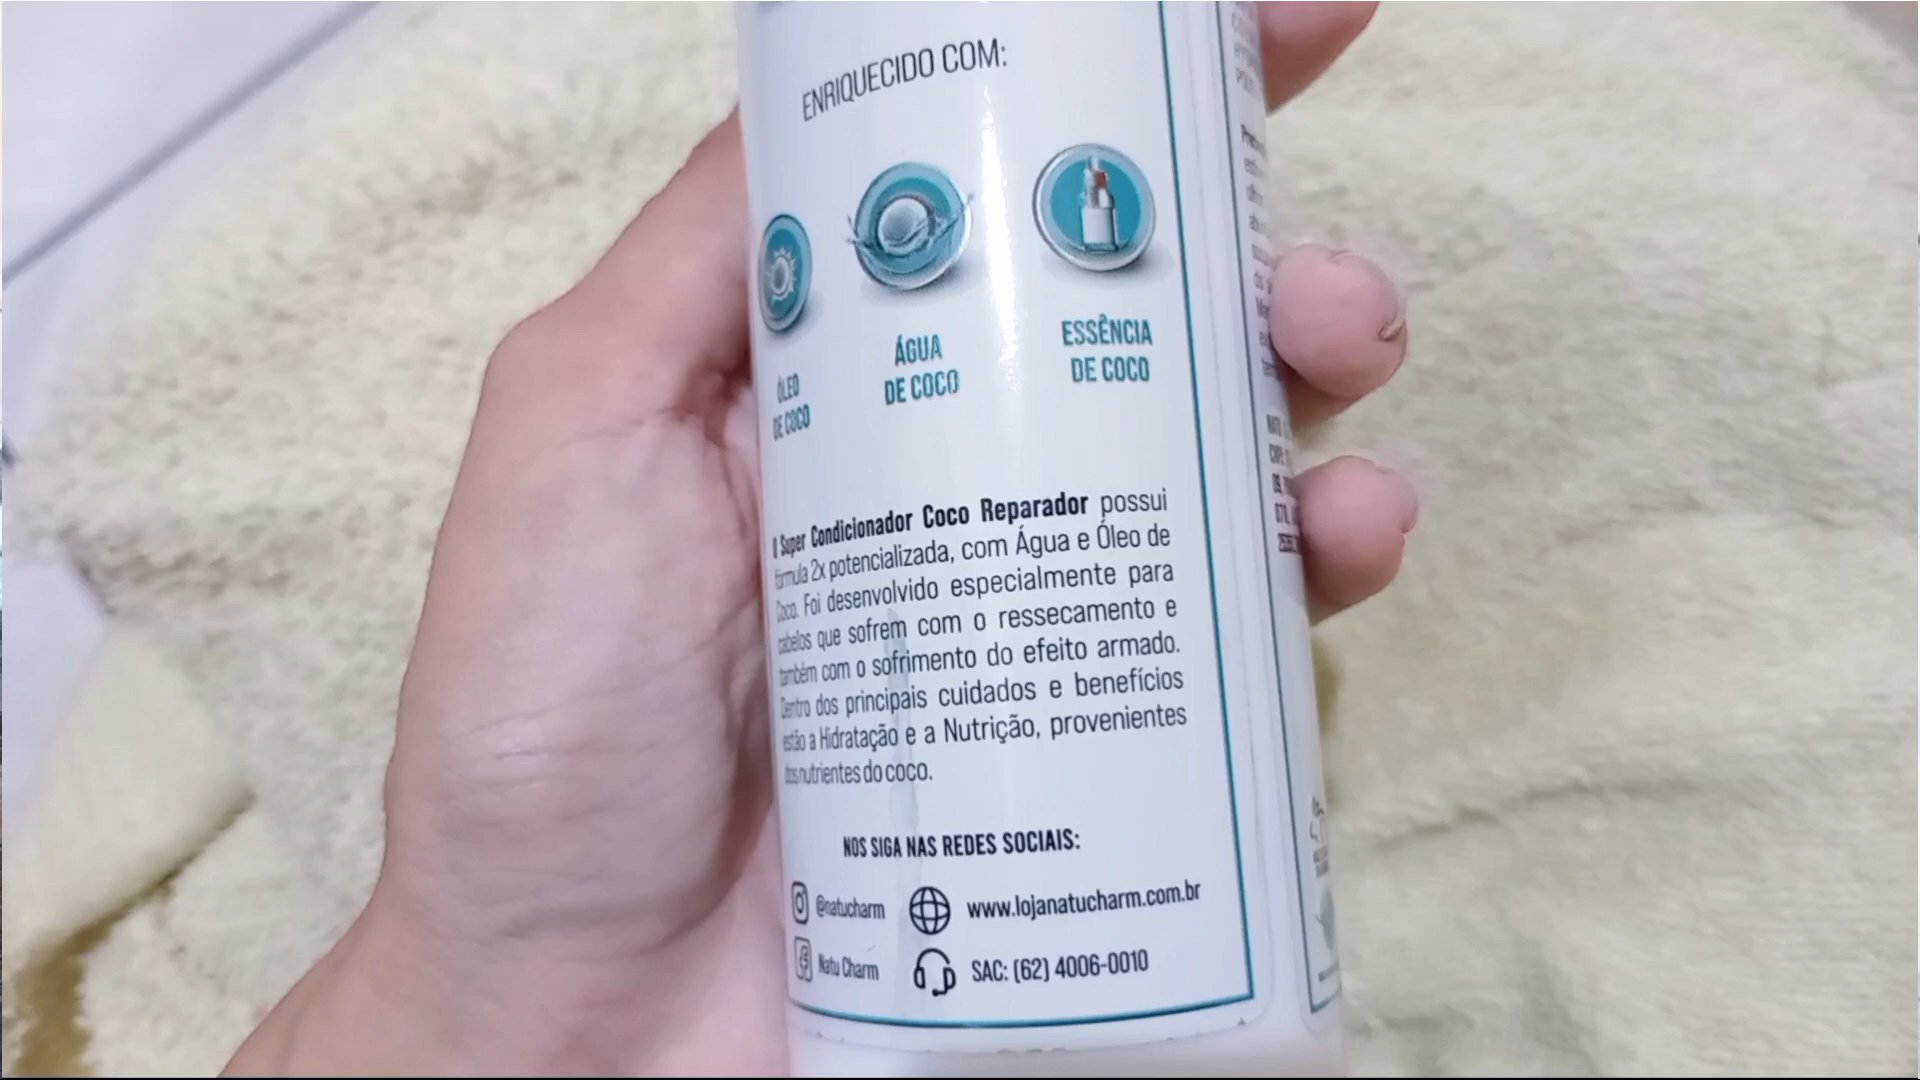 ENRIQUECIDO COM:
ÓLEO
DE COCO
ÁGUA
DE COCO
ESSÊNCIA
DE COCO
O Super Condicionador Coco Reparador possui
fórmula 2x potencializada, com Água e Óleo de
Coco. Foi desenvolvido especialmente para
cabelos que sofrem com o ressecamento e
também com o sofrimento do efeito armado.
Dentro dos principais cuidados e benefícios
estão a Hidratação e a Nutrição, provenientes
dos nutrientes do coco.
NOS SIGA NAS REDES SOCIAIS:
@natucharm
www.lojanatucharm.com.br
Natu Charm
SAC: (62) 4006-0010